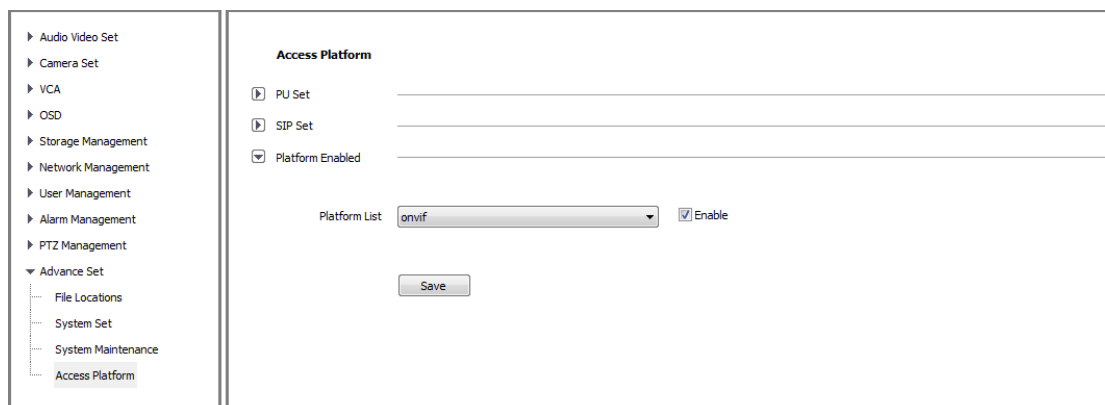 Audio Video Set
Camera Set
VCA
OSD
Storage Management
Network Management
User Management
Alarm Management
PTZ Management
Advance Set
File Locations
System Set
System Maintenance
Access Platform
Access Platform
PU Set
SIP Set
Platform Enabled
Platform List onvif Enable
Save